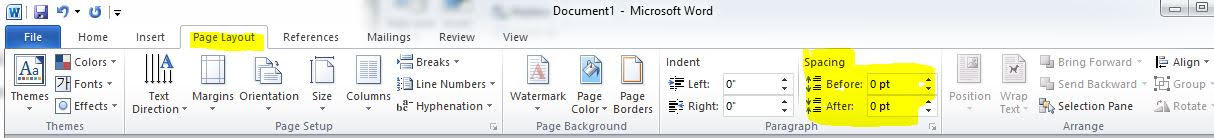 Document1 - Microsoft Word
File Home Insert Page Layout References Mailings Review View
Themes
Colors
Fonts
Effects
Themes
Text Direction
Margins
Orientation
Size
Columns
Breaks
Line Numbers
Hyphenation
Page Setup
Watermark
Page Color
Page Borders
Page Background
Indent
Left: 0"
Right: 0"
Spacing
Before: 0 pt
After: 0 pt
Paragraph
Position
Wrap Text
Bring Forward
Send Backward
Selection Pane
Align
Group
Rotate
Arrange